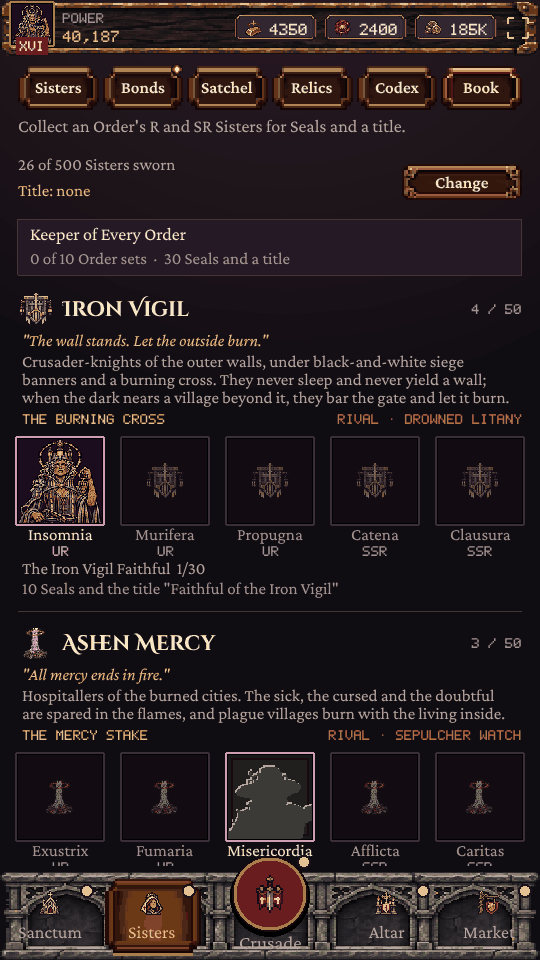 POWER
40,187
XVI
4350
2400
185K
Sisters
Bonds
Satchel
Relics
Codex
Book
Collect an Order's R and SR Sisters for Seals and a title.
26 of 500 Sisters sworn
Title: none
Change
Keeper of Every Order
0 of 10 Order sets · 30 Seals and a title
IRON VIGIL
4 / 50
"The wall stands. Let the outside burn."
Crusader-knights of the outer walls, under black-and-white siege
banners and a burning cross. They never sleep and never yield a wall;
when the dark nears a village beyond it, they bar the gate and let it burn.
THE BURNING CROSS
RIVAL · DROWNED LITANY
Insomnia
UR
Murifera
UR
Propugna
UR
Catena
SSR
Clausura
SSR
The Iron Vigil Faithful 1/30
10 Seals and the title "Faithful of the Iron Vigil"
ASHEN MERCY
3 / 50
"All mercy ends in fire."
Hospitallers of the burned cities. The sick, the cursed and the doubtful
are spared in the flames, and plague villages burn with the living inside.
THE MERCY STAKE
RIVAL · SEPULCHER WATCH
Exustrix
Fumaria
Misericordia
Afflicta
Caritas
Sanctum
Sisters
Crusade
Altar
Market